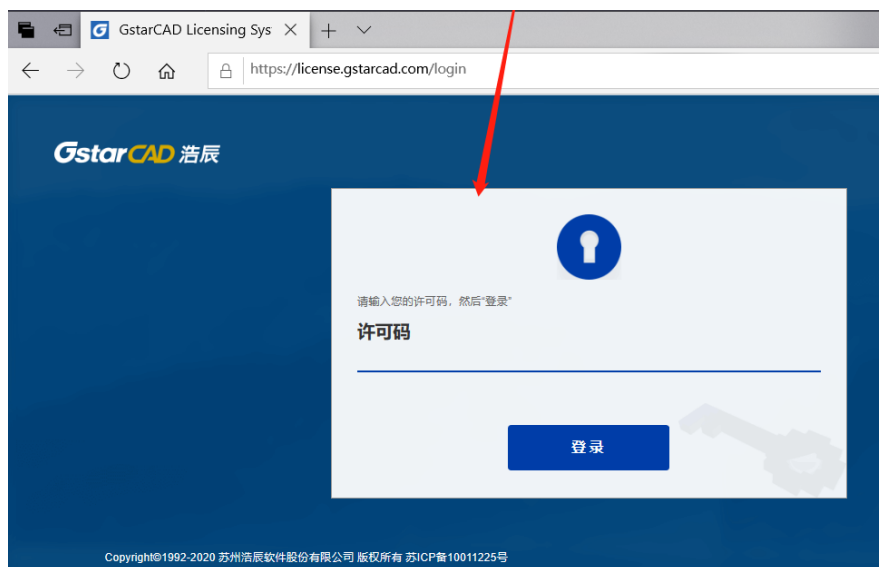 GstarCAD Licensing Sys
https://license.gstarcad.com/login
GstarCAD 浩辰
请输入您的许可码，然后“登录”
许可码
登录
Copyright©1992-2020 苏州浩辰软件股份有限公司 版权所有 苏ICP备10011225号